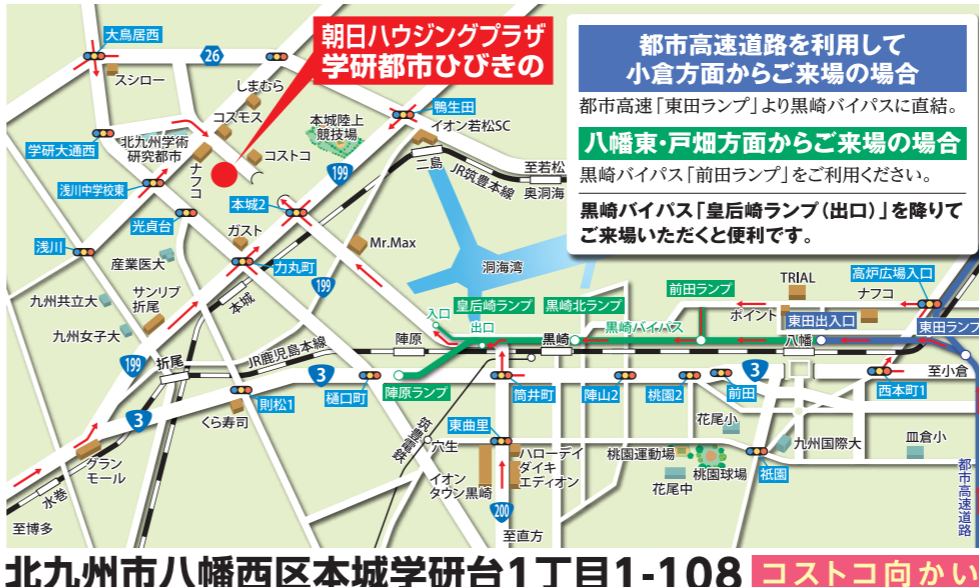 大鳥居西
26
朝日ハウジングプラザ
学研都市ひびきの
都市高速道路を利用して
小倉方面からご来場の場合
都市高速「東田ランプ」より黒崎バイパスに直結。
八幡東・戸畑方面からご来場の場合
黒崎バイパス「前田ランプ」をご利用ください。
黒崎バイパス「皇后崎ランプ(出口)」を降りて
ご来場いただくと便利です。
スシロー
しまむら
コスモス
鴨生田
イオン若松SC
本城陸上
競技場
学研大通西
北九州学術
研究都市
ナフコ
コストコ
199
二島
JR筑豊本線
至若松
奥洞海
浅川中学校東
本城2
光貞台
ガスト
Mr.Max
浅川
産業医大
力丸町
199
洞海湾
九州共立大
サンリブ
折尾
本城
九州女子大
TRIAL
高炉広場入口
ナフコ
前田ランプ
ポイント
皇后崎ランプ
黒崎北ランプ
入口
出口
黒崎バイパス
東田出入口
東田ランプ
199
折尾
JR鹿児島本線
陣原
黒崎
八幡
3
3
至小倉
3
則松1
くら寿司
樋口町
陣原ランプ
筒井町
陣山2
桃園2
前田
西本町1
筑豊電鉄
穴生
東曲里
花尾小
九州国際大
皿倉小
グラン
モール
水巻
至博多
イオン
タウン黒崎
ハローデイ
ダイキ
エディオン
桃園運動場
花尾中
桃園球場
祇園
都市高速道路
200
至直方
北九州市八幡西区本城学研台1丁目1-108
コストコ向かい